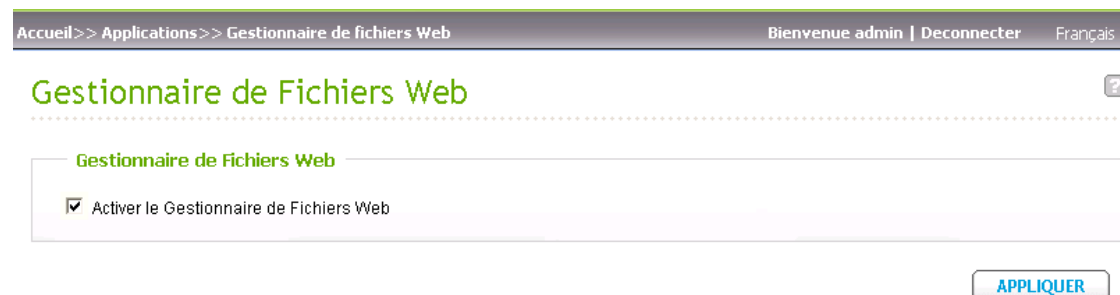 Accueil>> Applications>> Gestionnaire de fichiers Web Bienvenue admin | Deconnecter Français
Gestionnaire de Fichiers Web ?
Gestionnaire de Fichiers Web
Activer le Gestionnaire de Fichiers Web
APPLIQUER